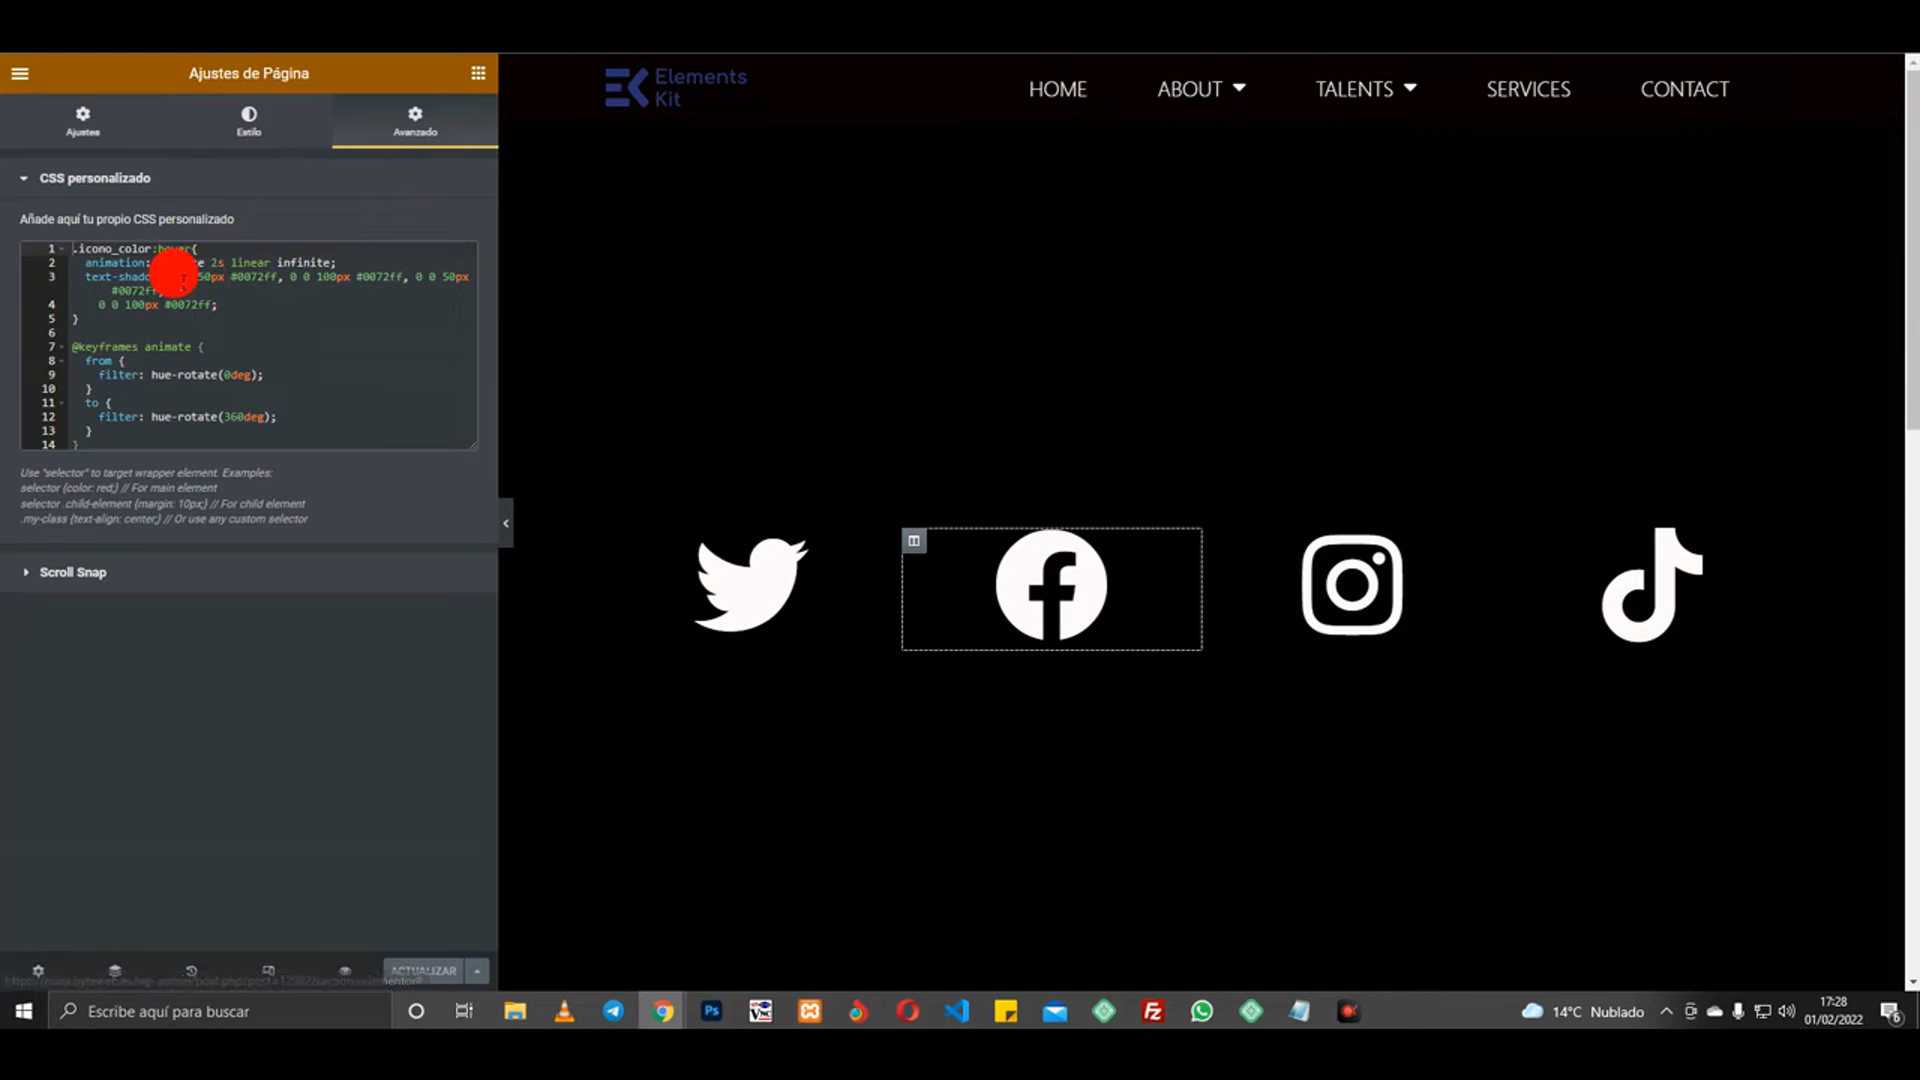 Ajustes de Página
Elements
Kit
HOME
ABOUT
TALENTS
SERVICES
CONTACT
Ajustes
Estilo
Avanzado
CSS personalizado
Añade aquí tu propio CSS personalizado
1 .icono_color:hover{
2 animation: 2s linear infinite;
3 text-shado 50px #0072ff, 0 0 100px #0072ff, 0 0 50px
#0072ff
4 0 0 100px #0072ff;
5 }
6
7 @keyframes animate {
8 from {
9 filter: hue-rotate(0deg);
10 }
11 to {
12 filter: hue-rotate(360deg);
13 }
14 }
Use "selector" to target wrapper element. Examples:
selector {color: red;} // For main element
selector .child-element {margin: 10px;} // For child element
.my-class {text-align: center;} // Or use any custom selector
Scroll Snap
ACTUALIZAR
Escribe aquí para buscar
Ps
14°C Nublado
17:28
01/02/2022
6